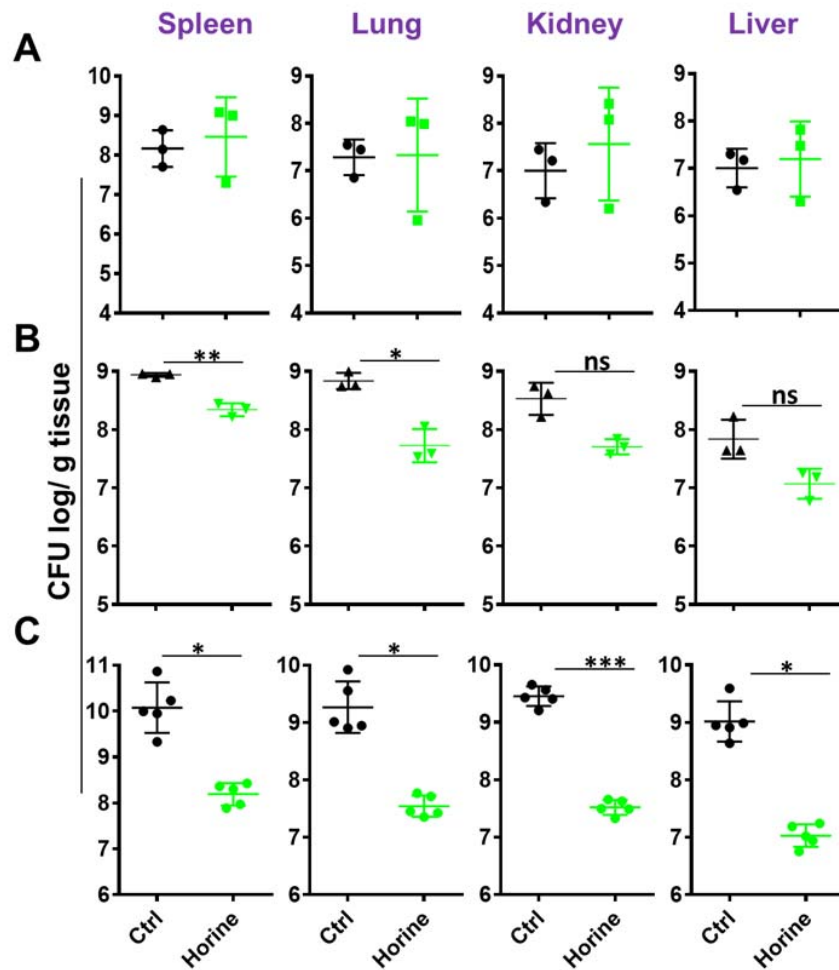 Spleen Lung Kidney Liver
A
10 9 8 7 6 5 4
9 8 7 6 5 4
9 8 7 6 5 4
9 8 7 6 5 4
CFU log/ g tissue
B
9 8 7 6 5
**
9 8 7 6 5
*
9 8 7 6 5
ns
9 8 7 6 5
ns
C
11 10 9 8 7 6
*
10 9 8 7 6
*
10 9 8 7 6
***
10 9 8 7 6
*
Ctrl Horine Ctrl Horine Ctrl Horine Ctrl Horine